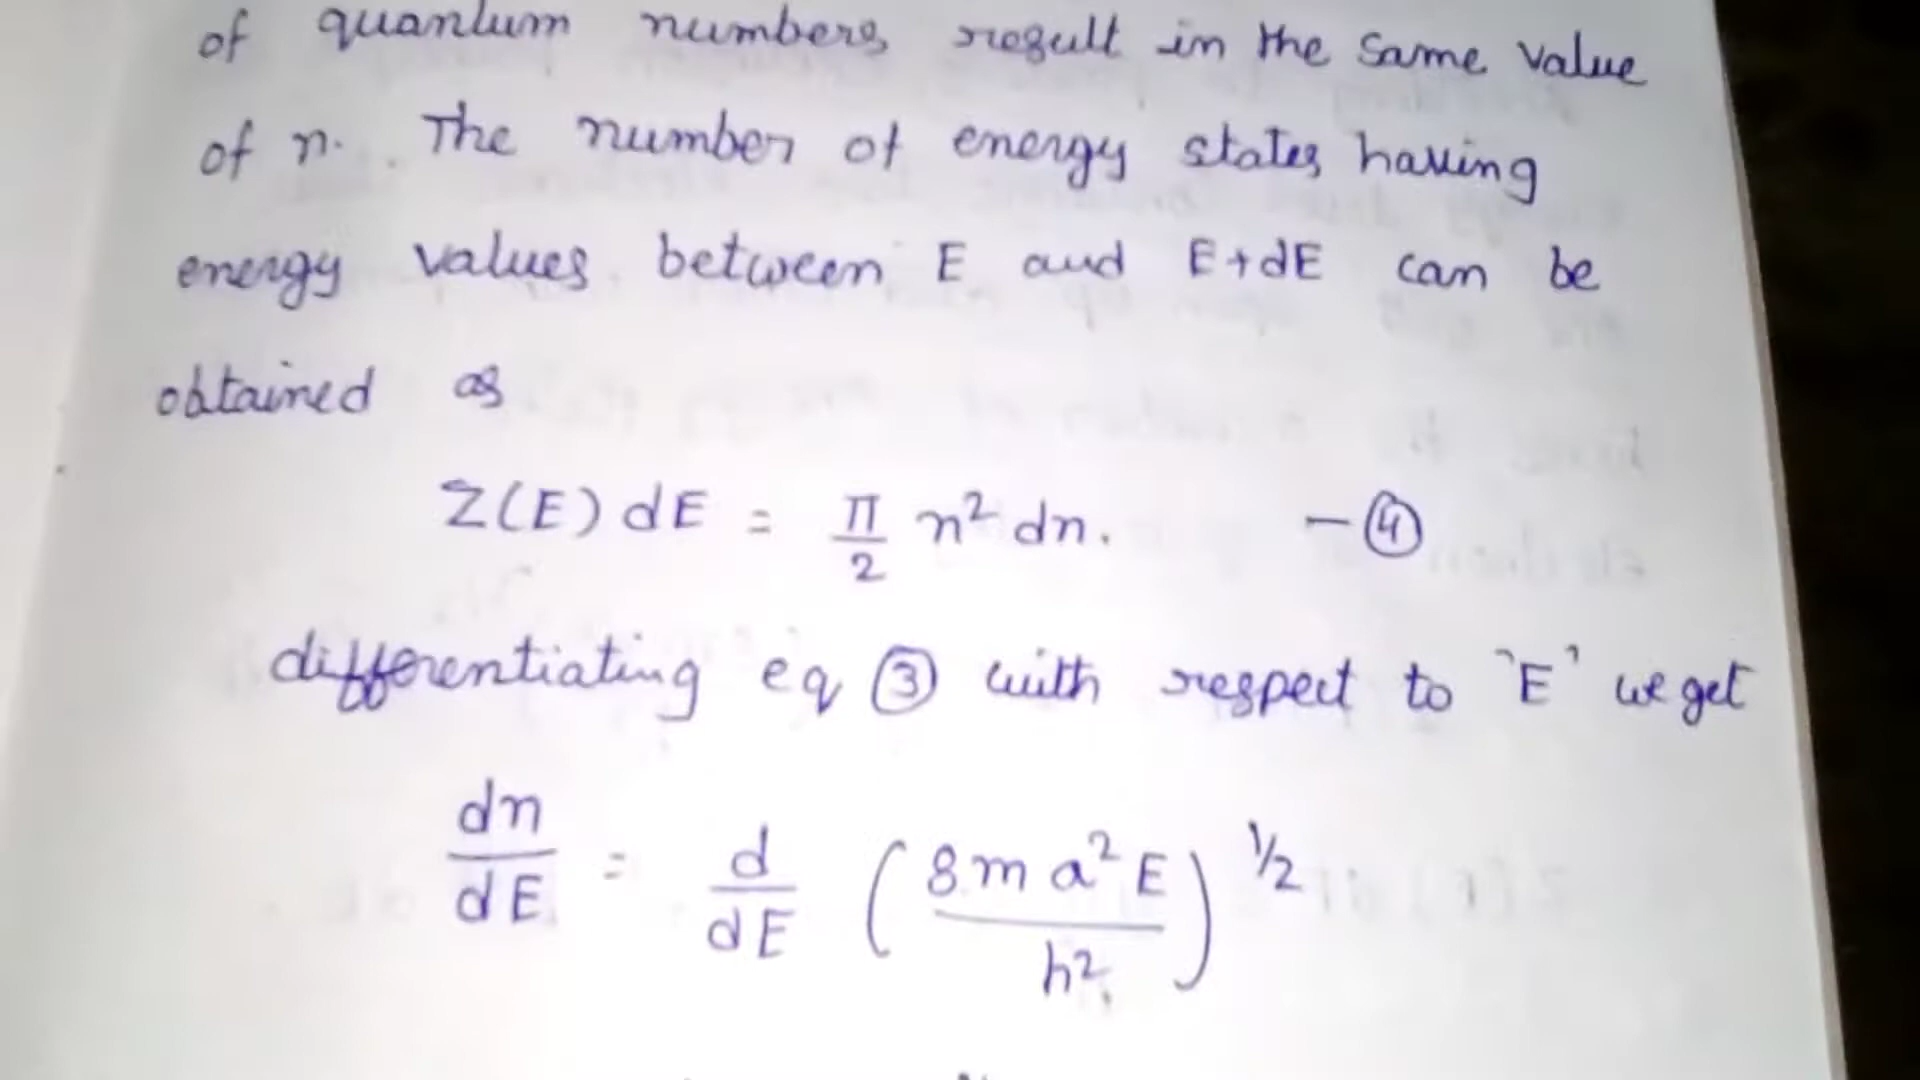 of quantum numbers result in the same value
of n. The number of energy states having
energy values between E and E+dE can be
obtained as
Z(E) dE = π/2 n² dn. -④
differentiating eq ③ with respect to 'E' we get
dn/dE = d/dE (8ma²E/h²)^1/2